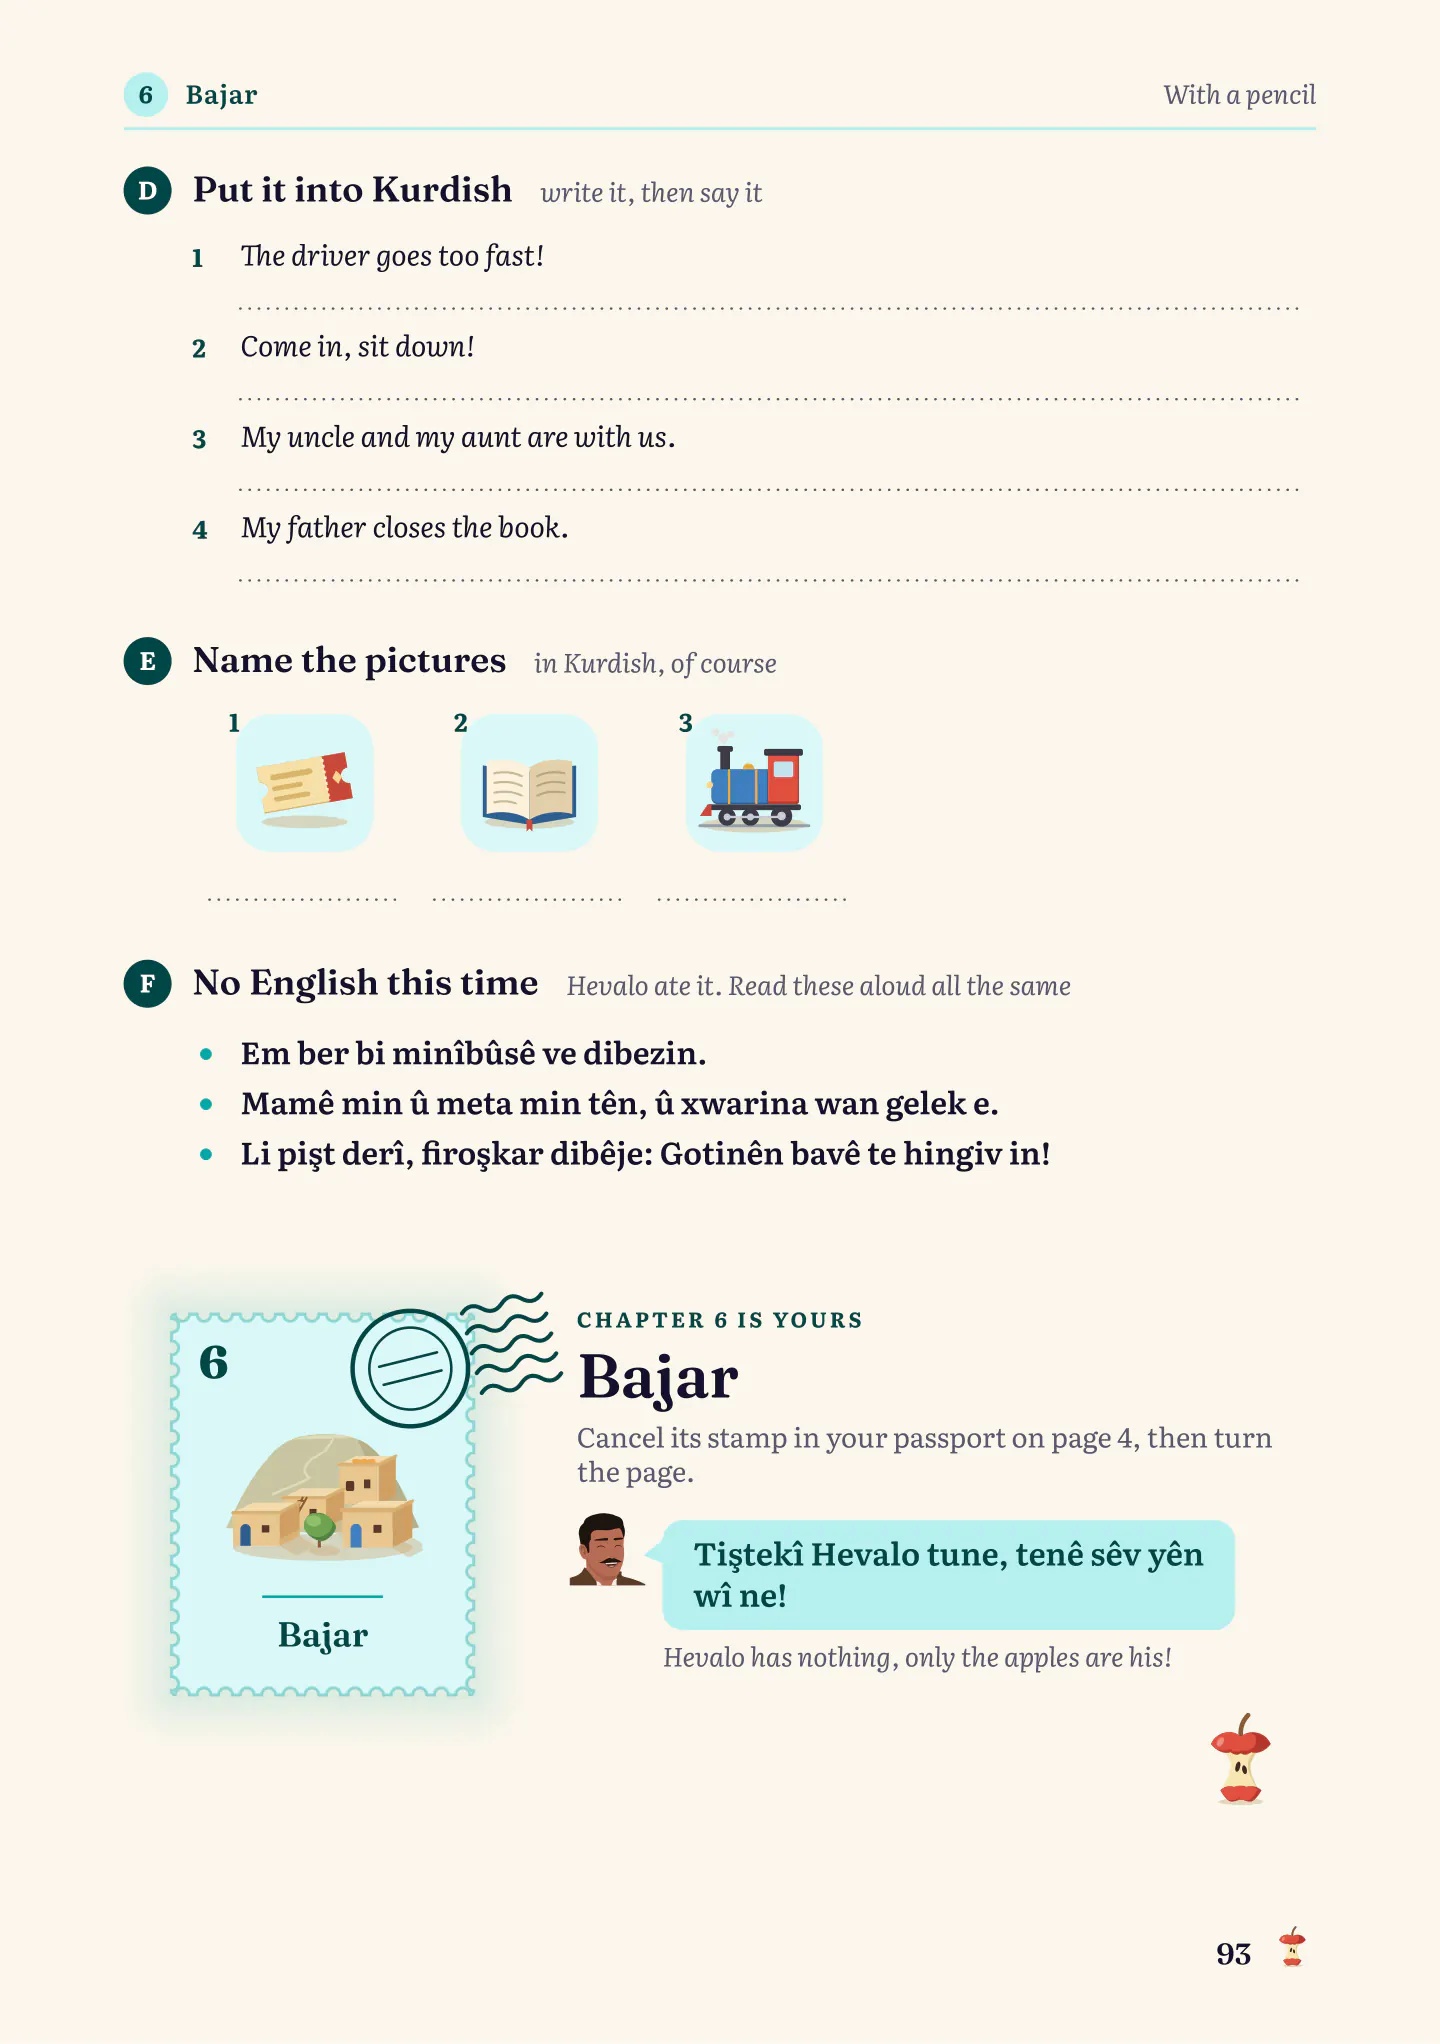 6 Bajar With a pencil
D Put it into Kurdish write it, then say it
1 The driver goes too fast!
2 Come in, sit down!
3 My uncle and my aunt are with us.
4 My father closes the book.
E Name the pictures in Kurdish, of course
1 2 3
F No English this time Hevalo ate it. Read these aloud all the same
• Em ber bi minîbûsê ve dibezin.
• Mamê min û meta min tên, û xwarina wan gelek e.
• Li pişt derî, firoşkar dibêje: Gotinên bavê te hingiv in!
6
Bajar
CHAPTER 6 IS YOURS
Bajar
Cancel its stamp in your passport on page 4, then turn
the page.
Tiştekî Hevalo tune, tenê sêv yên
wî ne!
Hevalo has nothing, only the apples are his!
93